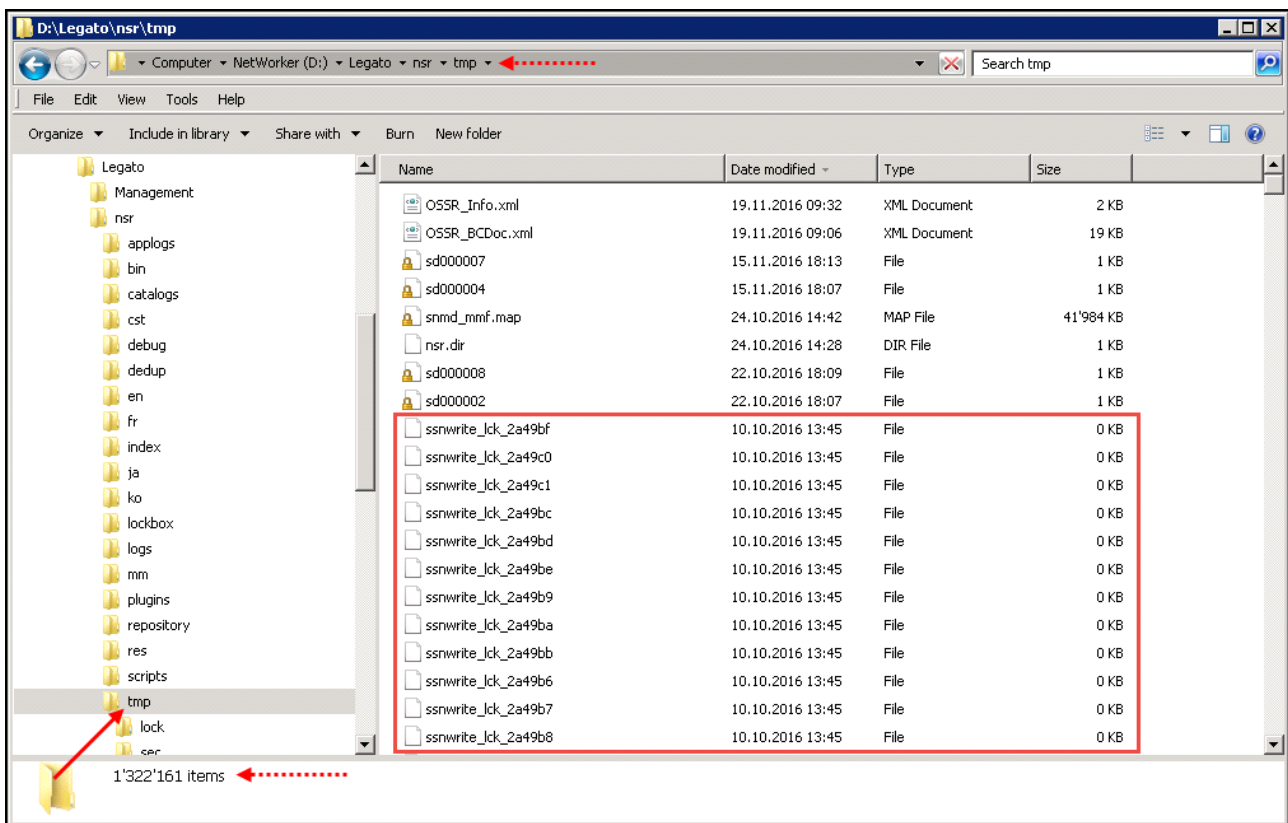 D:\Legato\nsr\tmp
Computer NetWorker (D:) Legato nsr tmp
Search tmp
File Edit View Tools Help
Organize Include in library Share with Burn New folder
Legato
Management
nsr
applogs
bin
catalogs
cst
debug
dedup
en
fr
index
ja
ko
lockbox
logs
mm
plugins
repository
res
scripts
tmp
lock
sec
Name Date modified Type Size
OSSR_Info.xml 19.11.2016 09:32 XML Document 2 KB
OSSR_BCDoc.xml 19.11.2016 09:06 XML Document 19 KB
sd000007 15.11.2016 18:13 File 1 KB
sd000004 15.11.2016 18:07 File 1 KB
snmd_mmf.map 24.10.2016 14:42 MAP File 41'984 KB
nsr.dir 24.10.2016 14:28 DIR File 1 KB
sd000008 22.10.2016 18:09 File 1 KB
sd000002 22.10.2016 18:07 File 1 KB
ssnwrite_lck_2a49bf 10.10.2016 13:45 File 0 KB
ssnwrite_lck_2a49c0 10.10.2016 13:45 File 0 KB
ssnwrite_lck_2a49c1 10.10.2016 13:45 File 0 KB
ssnwrite_lck_2a49bc 10.10.2016 13:45 File 0 KB
ssnwrite_lck_2a49bd 10.10.2016 13:45 File 0 KB
ssnwrite_lck_2a49be 10.10.2016 13:45 File 0 KB
ssnwrite_lck_2a49b9 10.10.2016 13:45 File 0 KB
ssnwrite_lck_2a49ba 10.10.2016 13:45 File 0 KB
ssnwrite_lck_2a49bb 10.10.2016 13:45 File 0 KB
ssnwrite_lck_2a49b6 10.10.2016 13:45 File 0 KB
ssnwrite_lck_2a49b7 10.10.2016 13:45 File 0 KB
ssnwrite_lck_2a49b8 10.10.2016 13:45 File 0 KB
1'322'161 items